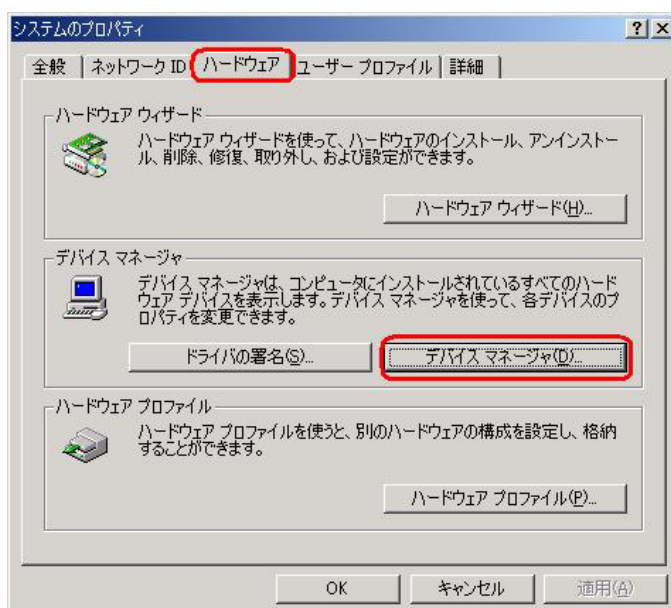 システムのプロパティ
全般 ネットワーク ID ハードウェア ユーザー プロファイル 詳細
ハードウェア ウィザード
ハードウェア ウィザードを使って、ハードウェアのインストール、アンインストー
ル、削除、修復、取り外し、および設定ができます。
ハードウェア ウィザード(H)...
デバイス マネージャ
デバイス マネージャは、コンピュータにインストールされているすべてのハード
ウェア デバイスを表示します。デバイス マネージャを使って、各デバイスのプ
ロパティを変更できます。
ドライバの署名(S)... デバイス マネージャ(D)...
ハードウェア プロファイル
ハードウェア プロファイルを使うと、別のハードウェアの構成を設定し、格納
することができます。
ハードウェア プロファイル(P)...
OK キャンセル 適用(A)